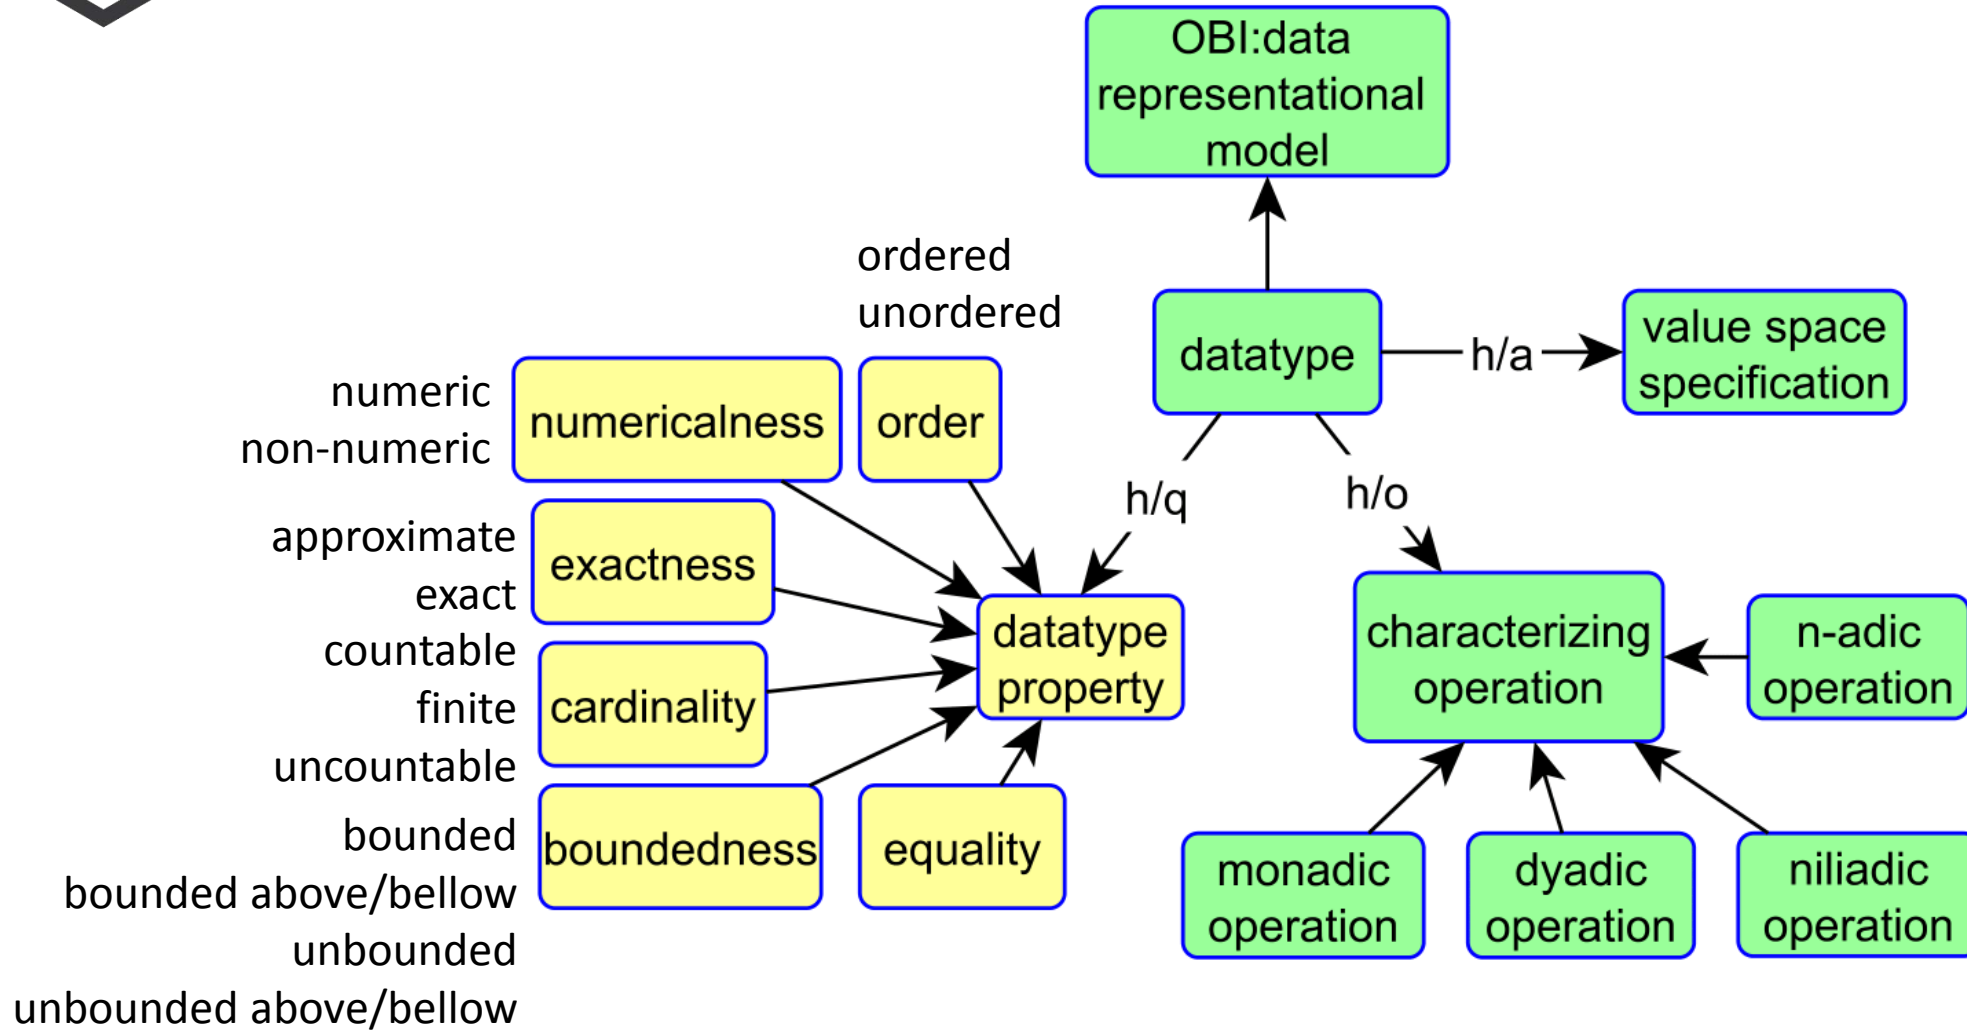 OBI:data
representational
model
ordered
unordered
datatype
h/a
value space
specification
numeric
non-numeric
numericalness
order
h/q
h/o
approximate
exact
exactness
countable
finite
uncountable
cardinality
datatype
property
characterizing
operation
n-adic
operation
bounded
bounded above/bellow
unbounded
unbounded above/bellow
boundedness
equality
monadic
operation
dyadic
operation
niliadic
operation